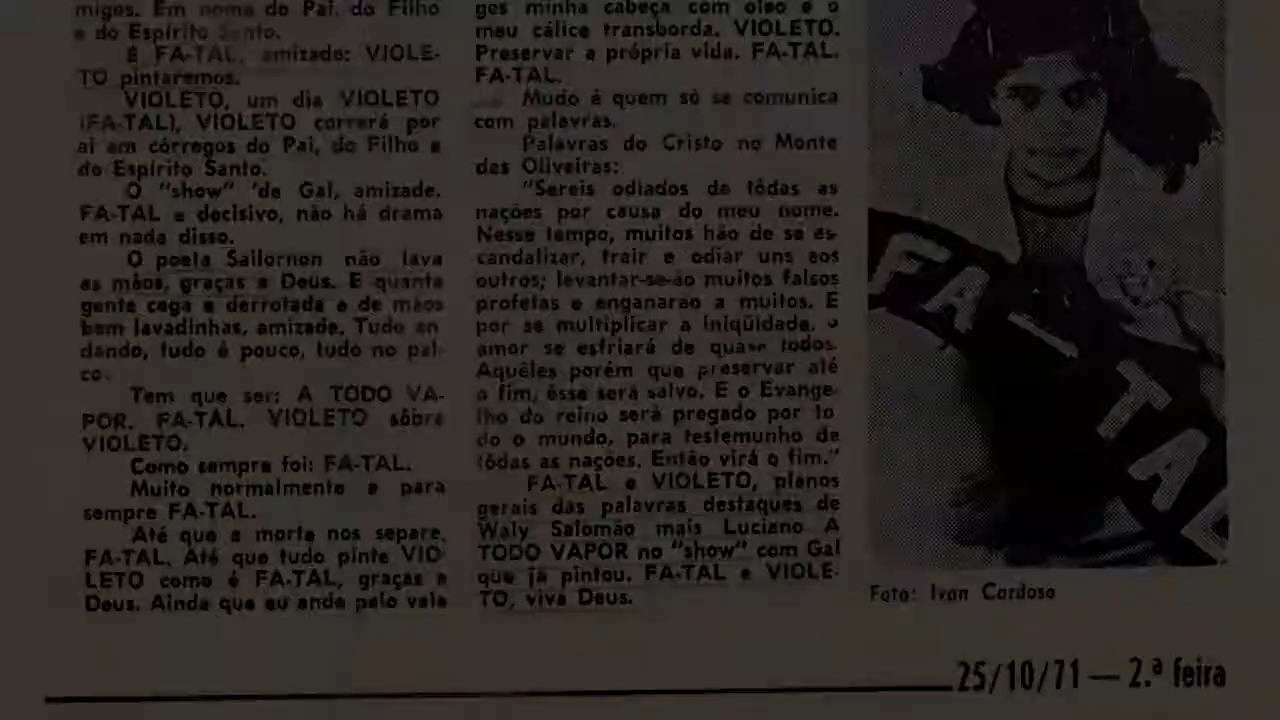 migos. Em nome do Pai, do Filho
e do Espírito Santo.
É FA-TAL, amizade: VIOLE-
TO pintaremos.
VIOLETO, um dia VIOLETO
(FA-TAL), VIOLETO correrá por
aí em córregos do Pai, do Filho e
do Espírito Santo.
O "show" 'de Gal, amizade.
FA-TAL e decisivo, não há drama
em nada disso.
O poeta Sailormon não lava
as mãos, graças a Deus. E quanta
gente cega e derrotada e de mãos
bem lavadinhas, amizade. Tudo an
dando, tudo é pouco, tudo no pal-
co.
Tem que ser: A TODO VA-
POR. FA-TAL. VIOLETO sôbre
VIOLETO.
Como sempre foi: FA-TAL.
Muito normalmente e para
sempre FA-TAL.
Até que a morte nos separe,
FA-TAL. Até que tudo pinte VIO-
LETO como é FA-TAL, graças a
Deus. Ainda que eu ande pelo vale
ges minha cabeça com óleo e o
meu cálice transborda. VIOLETO.
Preservar a própria vida. FA-TAL.
FA-TAL.
Mudo é quem só se comunica
com palavras.
Palavras do Cristo no Monte
das Oliveiras:
"Sereis odiados de tôdas as
nações por causa do meu nome.
Nesse tempo, muitos hão de se es-
candalizar, trair e odiar uns aos
outros; levantar-se-ão muitos falsos
profetas e enganarão a muitos. E
por se multiplicar a iniqüidade, o
amor se esfriará de quase todos.
Aquêles porém que preservar até
o fim, êsse será salvo. E o Evange-
lho do reino será pregado por to
do o mundo, para testemunho de
tôdas as nações. Então virá o fim."
FA-TAL e VIOLETO, planos
gerais das palavras destaques de
Waly Salomão mais Luciano A
TODO VAPOR no "show" com Gal
que já pintou. FA-TAL e VIOLE-
TO, viva Deus.
FA-TAL
Foto: Ivan Cardoso
25/10/71 — 2.ª feira